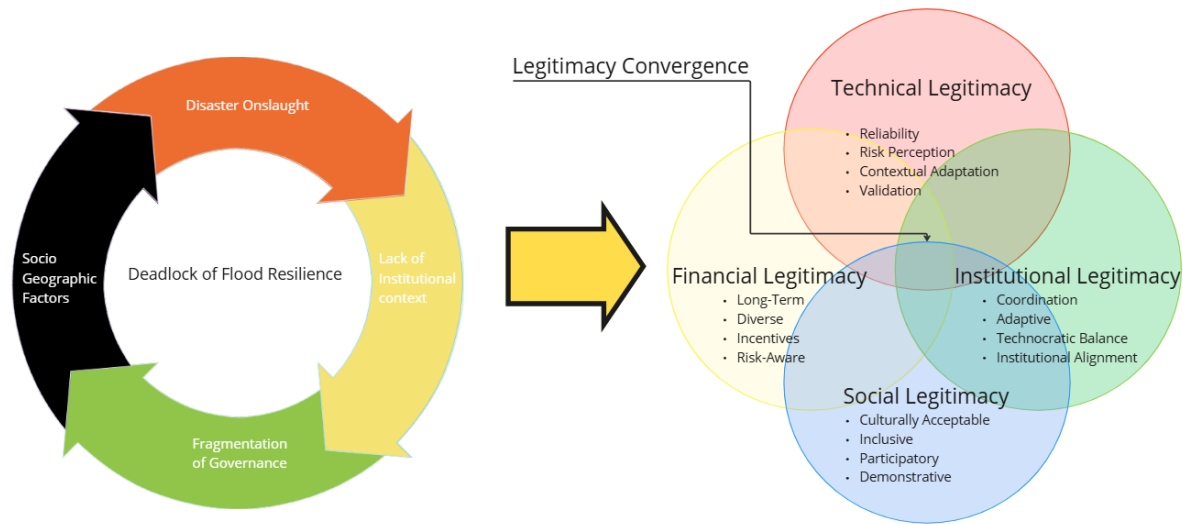 Disaster Onslaught
Socio
Geographic
Factors
Deadlock of Flood Resilience
Lack of
Institutional
context
Fragmentation
of Governance
Legitimacy Convergence
Technical Legitimacy
• Reliability
• Risk Perception
• Contextual Adaptation
• Validation
Financial Legitimacy
• Long-Term
• Diverse
• Incentives
• Risk-Aware
Institutional Legitimacy
• Coordination
• Adaptive
• Technocratic Balance
• Institutional Alignment
Social Legitimacy
• Culturally Acceptable
• Inclusive
• Participatory
• Demonstrative